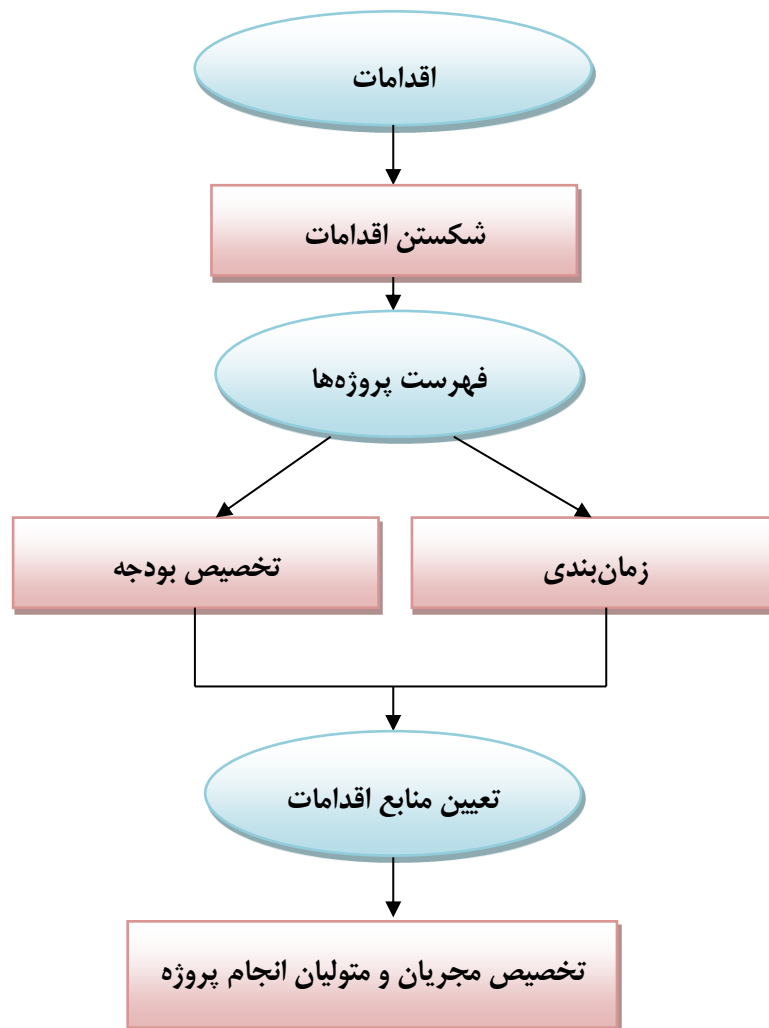 اقدامات
شکستن اقدامات
فهرست پروژه‌ها
زمان‌بندی
تخصیص بودجه
تعیین منابع اقدامات
تخصیص مجریان و متولیان انجام پروژه